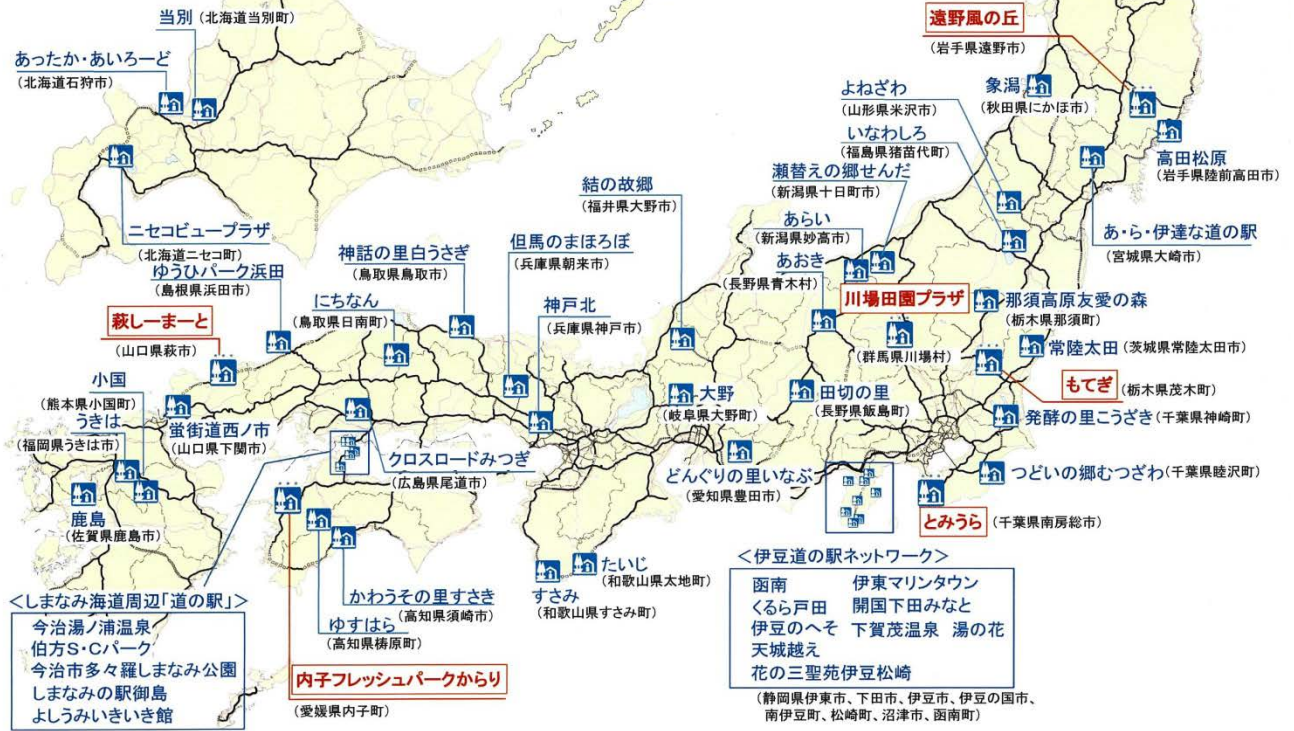 当別 (北海道当別町)
あったか・あいろーど
(北海道石狩市)
ニセコビュープラザ
(北海道ニセコ町)
遠野風の丘
(岩手県遠野市)
象潟
(秋田県にかほ市)
よねざわ
(山形県米沢市)
いなわしろ
(福島県猪苗代町)
高田松原
(岩手県陸前高田市)
瀬替えの郷せんだ
(新潟県十日町市)
結の故郷
(福井県大野市)
あらい
(新潟県妙高市)
あ・ら・伊達な道の駅
(宮城県大崎市)
あおき
(長野県青木村)
ゆうひパーク浜田
(島根県浜田市)
神話の里白うさぎ
(鳥取県鳥取市)
但馬のまほろば
(兵庫県朝来市)
にちなん
(鳥取県日南町)
神戸北
(兵庫県神戸市)
川場田園プラザ
(群馬県川場村)
那須高原友愛の森
(栃木県那須町)
萩しーまーと
(山口県萩市)
常陸太田 (茨城県常陸太田市)
小国
(熊本県小国町)
もてぎ (栃木県茂木町)
大野
(岐阜県大野町)
田切の里
(長野県飯島町)
うきは
(福岡県うきは市)
蛍街道西ノ市
(山口県下関市)
発酵の里こうざき (千葉県神崎町)
クロスロードみつぎ
(広島県尾道市)
どんぐりの里いなぶ
(愛知県豊田市)
つどいの郷むつざわ (千葉県睦沢町)
鹿島
(佐賀県鹿島市)
とみうら (千葉県南房総市)
たいじ
(和歌山県太地町)
すさみ
(和歌山県すさみ町)
かわうその里すさき
(高知県須崎市)
ゆすはら
(高知県梼原町)
内子フレッシュパークからり
(愛媛県内子町)
<しまなみ海道周辺「道の駅」>
今治湯ノ浦温泉
伯方S・Cパーク
今治市多々羅しまなみ公園
しまなみの駅御島
よしうみいきいき館
<伊豆道の駅ネットワーク>
函南 伊東マリンタウン
くるら戸田 開国下田みなと
伊豆のへそ 下賀茂温泉 湯の花
天城越え
花の三聖苑伊豆松崎
(静岡県伊東市、下田市、伊豆市、伊豆の国市、
南伊豆町、松崎町、沼津市、函南町)